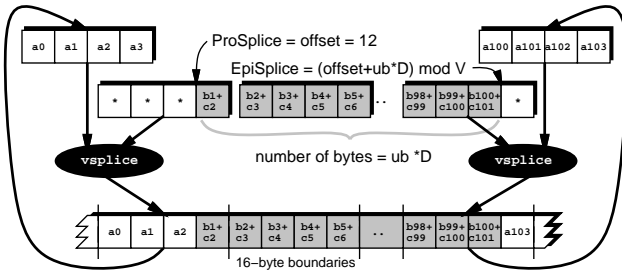 a0 a1 a2 a3
ProSplice = offset = 12
a100 a101 a102 a103
EpiSplice = (offset+ub*D) mod V
* * * b1+ c2 b2+ c3 b3+ c4 b4+ c5 b5+ c6 .. b98+ c99 b99+ c100 b100+ c101 *
number of bytes = ub *D
vsplice
vsplice
a0 a1 a2 b1+ c2 b2+ c3 b3+ c4 b4+ c5 b5+ c6 .. b98+ c99 b99+ c100 b100+ c101 a103
16-byte boundaries